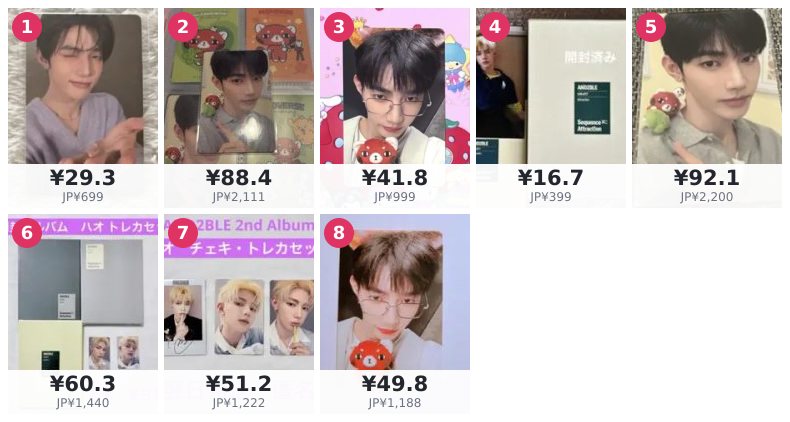 1
¥29.3
JP¥699
2
¥88.4
JP¥2,111
3
¥41.8
JP¥999
4
開封済み
AND2BLE
Sequence
Attraction
¥16.7
JP¥399
5
¥92.1
JP¥2,200
6
ルバム ハオ トレカセッ
¥60.3
JP¥1,440
7
2BLE 2nd Album
オ チェキ・トレカセッ
¥51.2
JP¥1,222
8
¥49.8
JP¥1,188